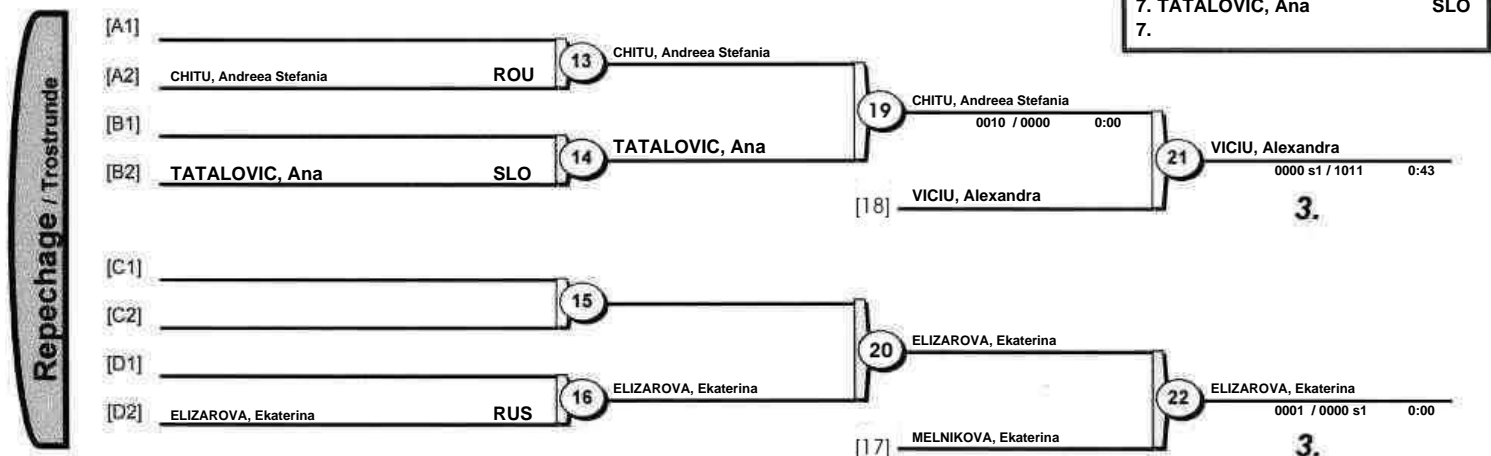 7. TATALOVIC, Ana SLO
7.
Repechage / Trostrunde
[A1]
[A2] CHITU, Andreea Stefania ROU
13
CHITU, Andreea Stefania
[B1]
[B2] TATALOVIC, Ana SLO
14
TATALOVIC, Ana
19
CHITU, Andreea Stefania
0010 / 0000 0:00
[18] VICIU, Alexandra
21
VICIU, Alexandra
0000 s1 / 1011 0:43
3.
[C1]
[C2]
15
[D1]
[D2] ELIZAROVA, Ekaterina RUS
16
ELIZAROVA, Ekaterina
20
ELIZAROVA, Ekaterina
[17] MELNIKOVA, Ekaterina
22
ELIZAROVA, Ekaterina
0001 / 0000 s1 0:00
3.